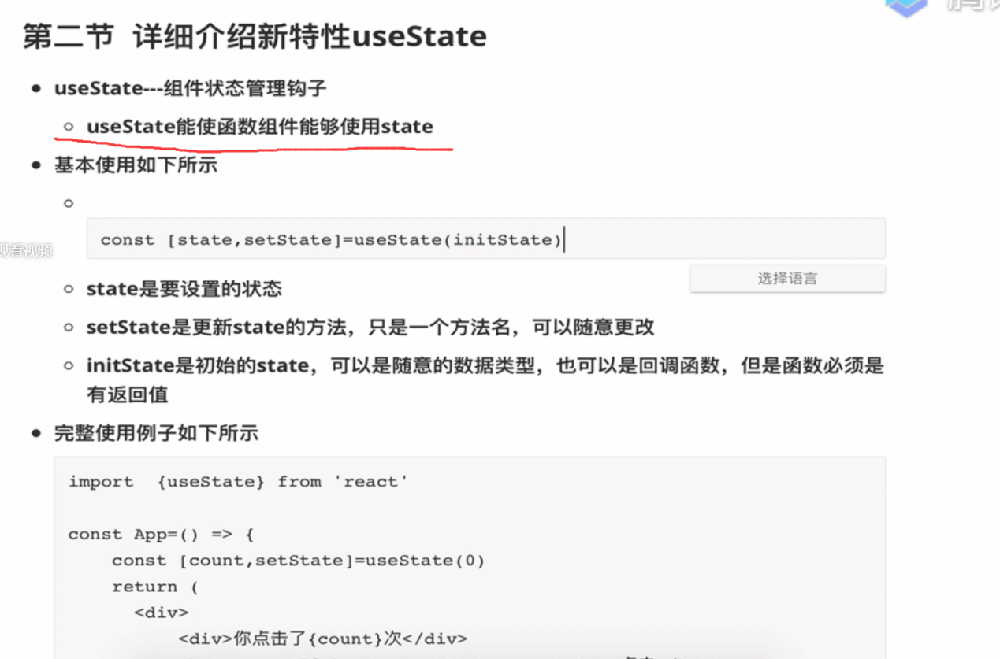 第二节 详细介绍新特性useState
useState---组件状态管理钩子
useState能使函数组件能够使用state
基本使用如下所示
const [state,setState]=useState(initState)
观看视频
选择语言
state是要设置的状态
setState是更新state的方法，只是一个方法名，可以随意更改
initState是初始的state，可以是随意的数据类型，也可以是回调函数，但是函数必须是
有返回值
完整使用例子如下所示
import  {useState} from 'react'
const App=() => {
const [count,setState]=useState(0)
return (
<div>
<div>你点击了{count}次</div>